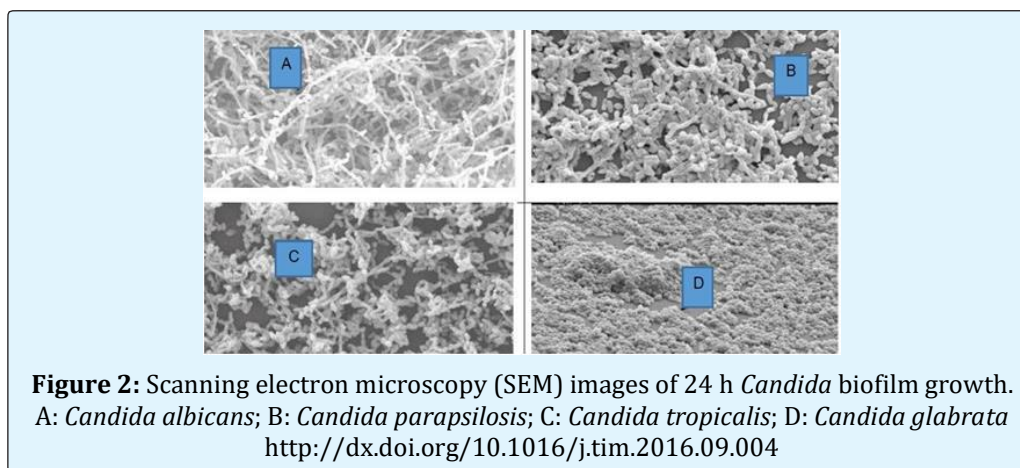 A
B
C
D
Figure 2: Scanning electron microscopy (SEM) images of 24 h Candida biofilm growth.
A: Candida albicans; B: Candida parapsilosis; C: Candida tropicalis; D: Candida glabrata
http://dx.doi.org/10.1016/j.tim.2016.09.004